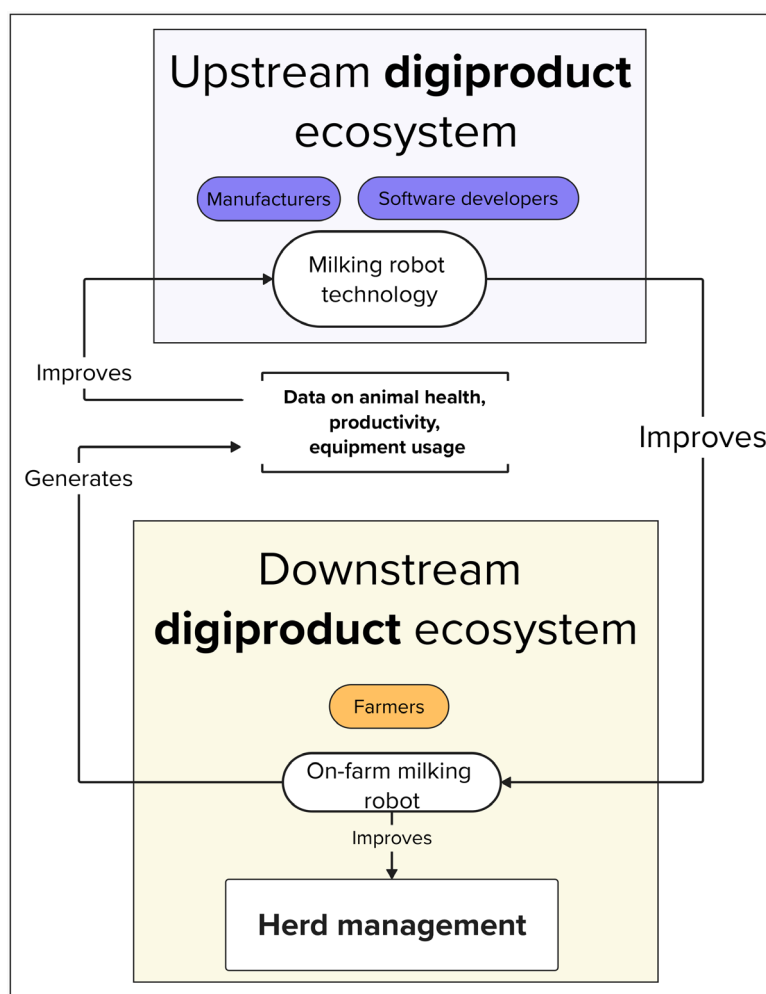 Upstream digiproduct
ecosystem
Manufacturers
Software developers
Milking robot
technology
Improves
Data on animal health,
productivity,
equipment usage
Improves
Generates
Downstream
digiproduct ecosystem
Farmers
On-farm milking
robot
Improves
Herd management